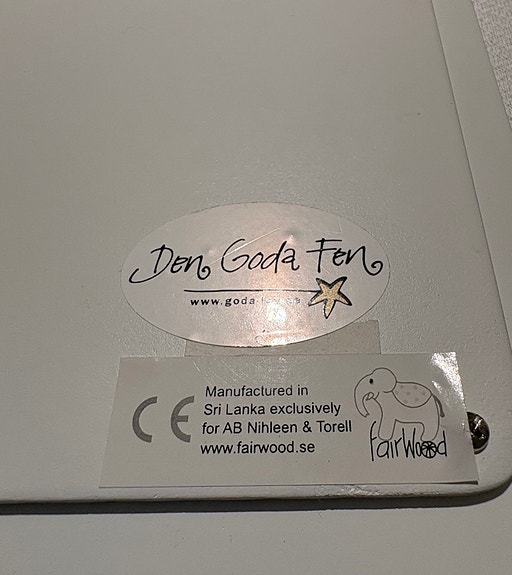 Den Goda Fen
CE
Manufactured in
Sri Lanka exclusively
for AB Nihleen & Torell
www.fairwood.se
fairWood